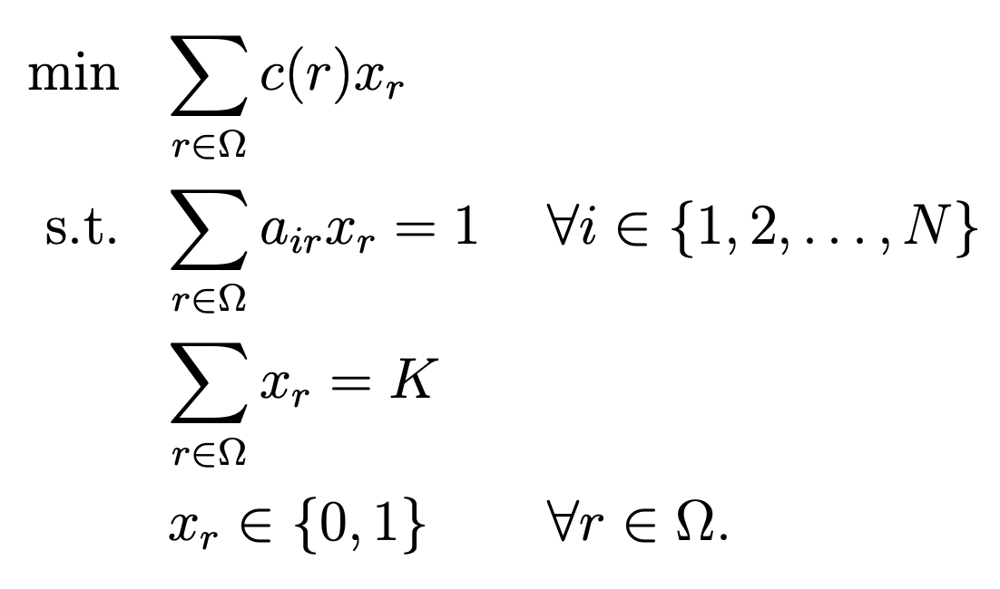 min ∑_{r∈Ω} c(r)x_r
s.t. ∑_{r∈Ω} a_{ir}x_r = 1 ∀i ∈ {1, 2, . . . , N}
∑_{r∈Ω} x_r = K
x_r ∈ {0, 1} ∀r ∈ Ω.